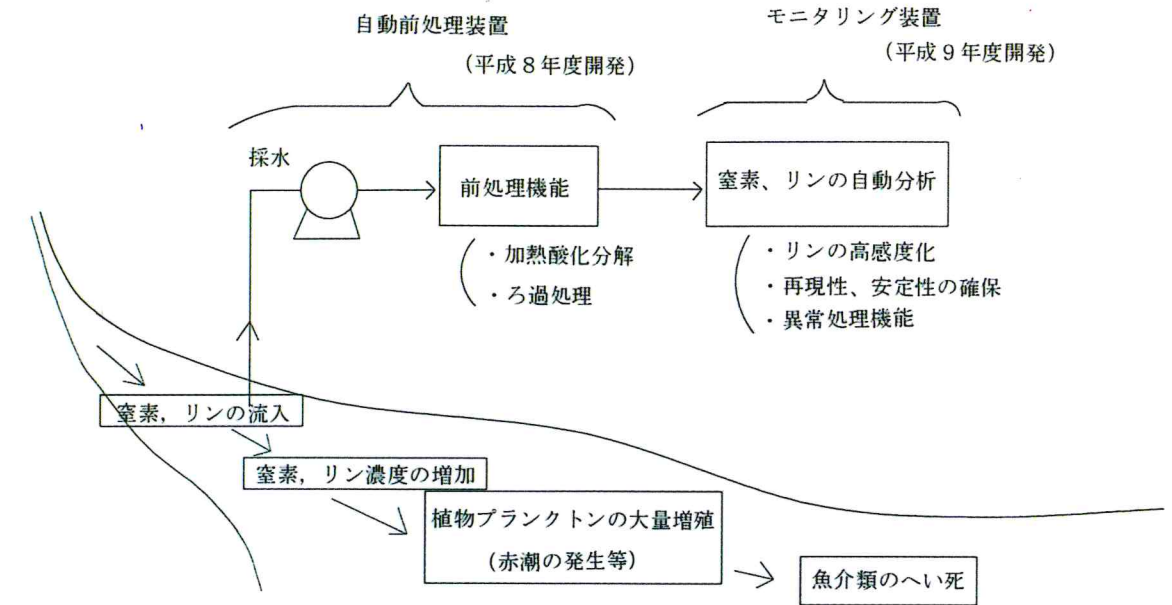 自動前処理装置
(平成8年度開発)
モニタリング装置
(平成9年度開発)
採水
前処理機能
窒素、リンの自動分析
・加熱酸化分解
・ろ過処理
・リンの高感度化
・再現性、安定性の確保
・異常処理機能
窒素，リンの流入
窒素，リン濃度の増加
植物プランクトンの大量増殖
(赤潮の発生等)
魚介類のへい死